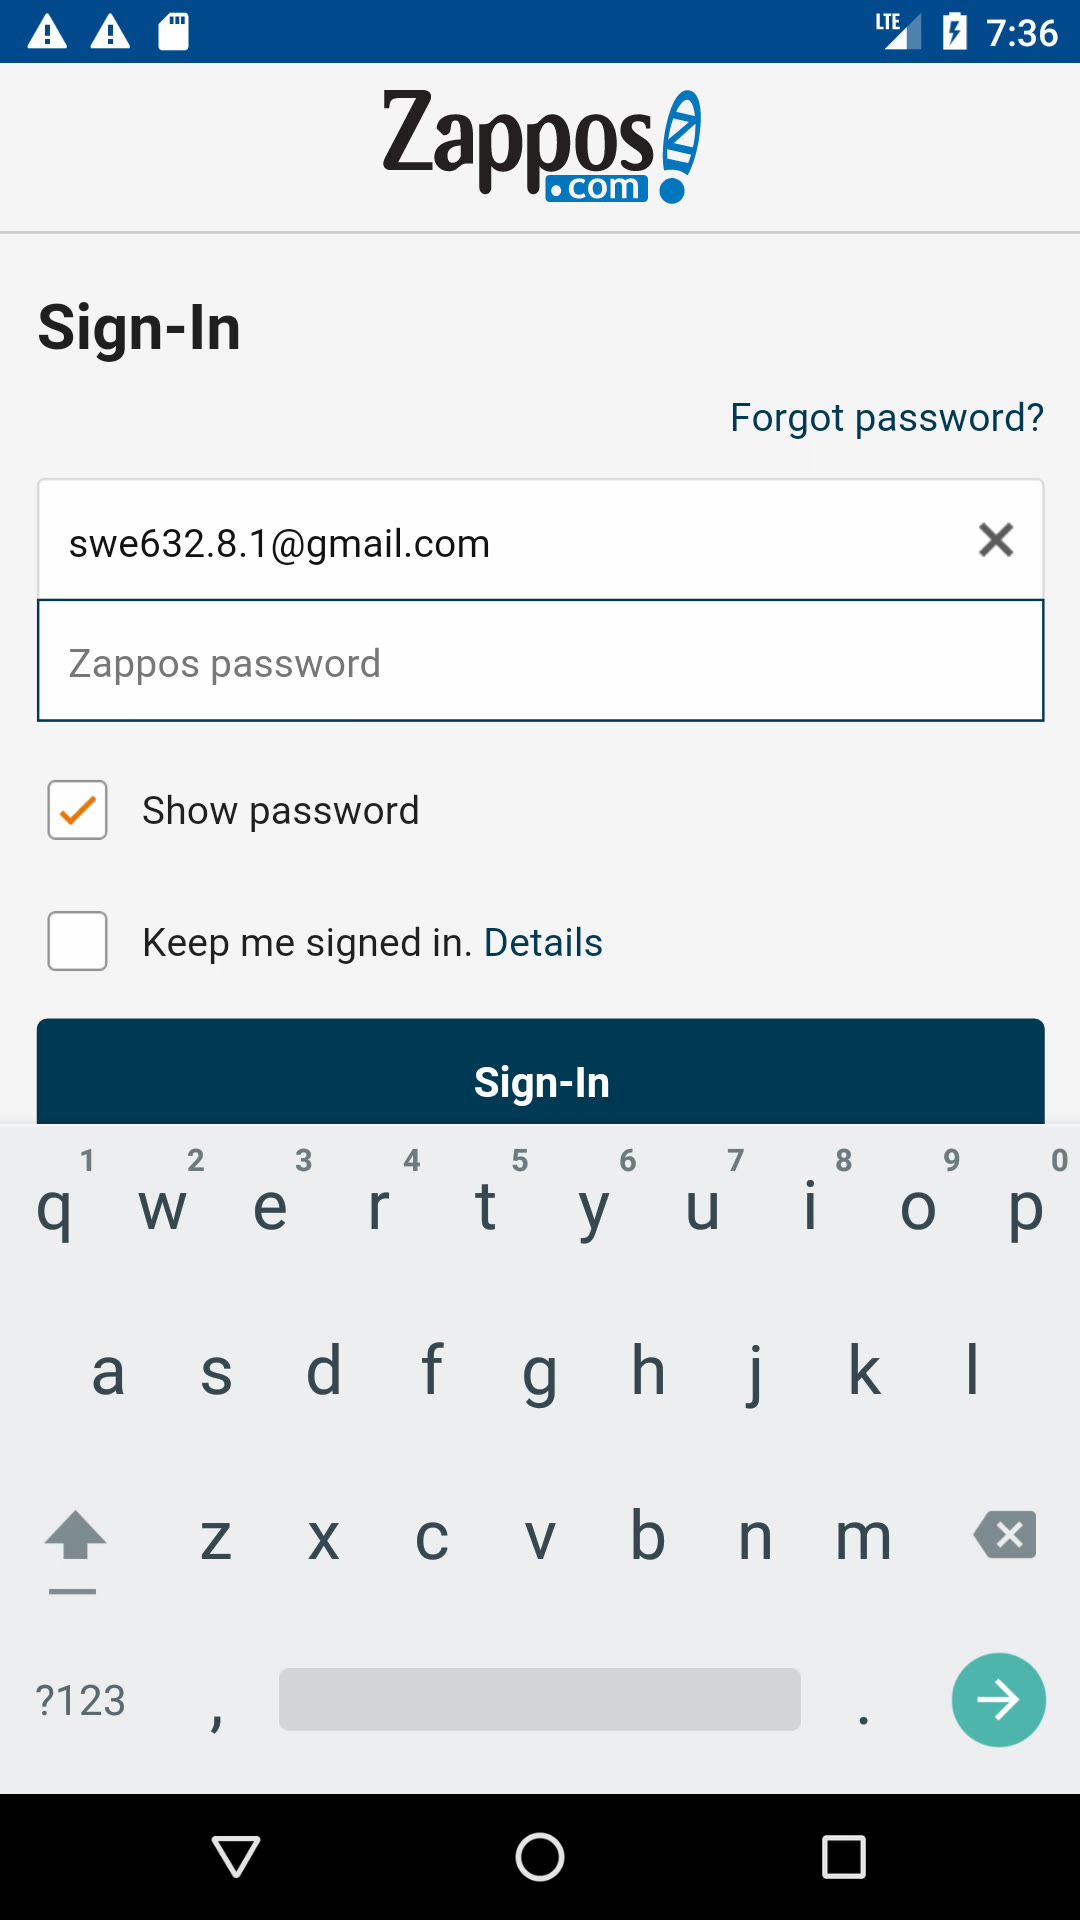 LTE 7:36
Zappos
.com
Sign-In
Forgot password?
swe632.8.1@gmail.com
Zappos password
Show password
Keep me signed in. Details
Sign-In
1 2 3 4 5 6 7 8 9 0
q w e r t y u i o p
a s d f g h j k l
z x c v b n m
?123 , .